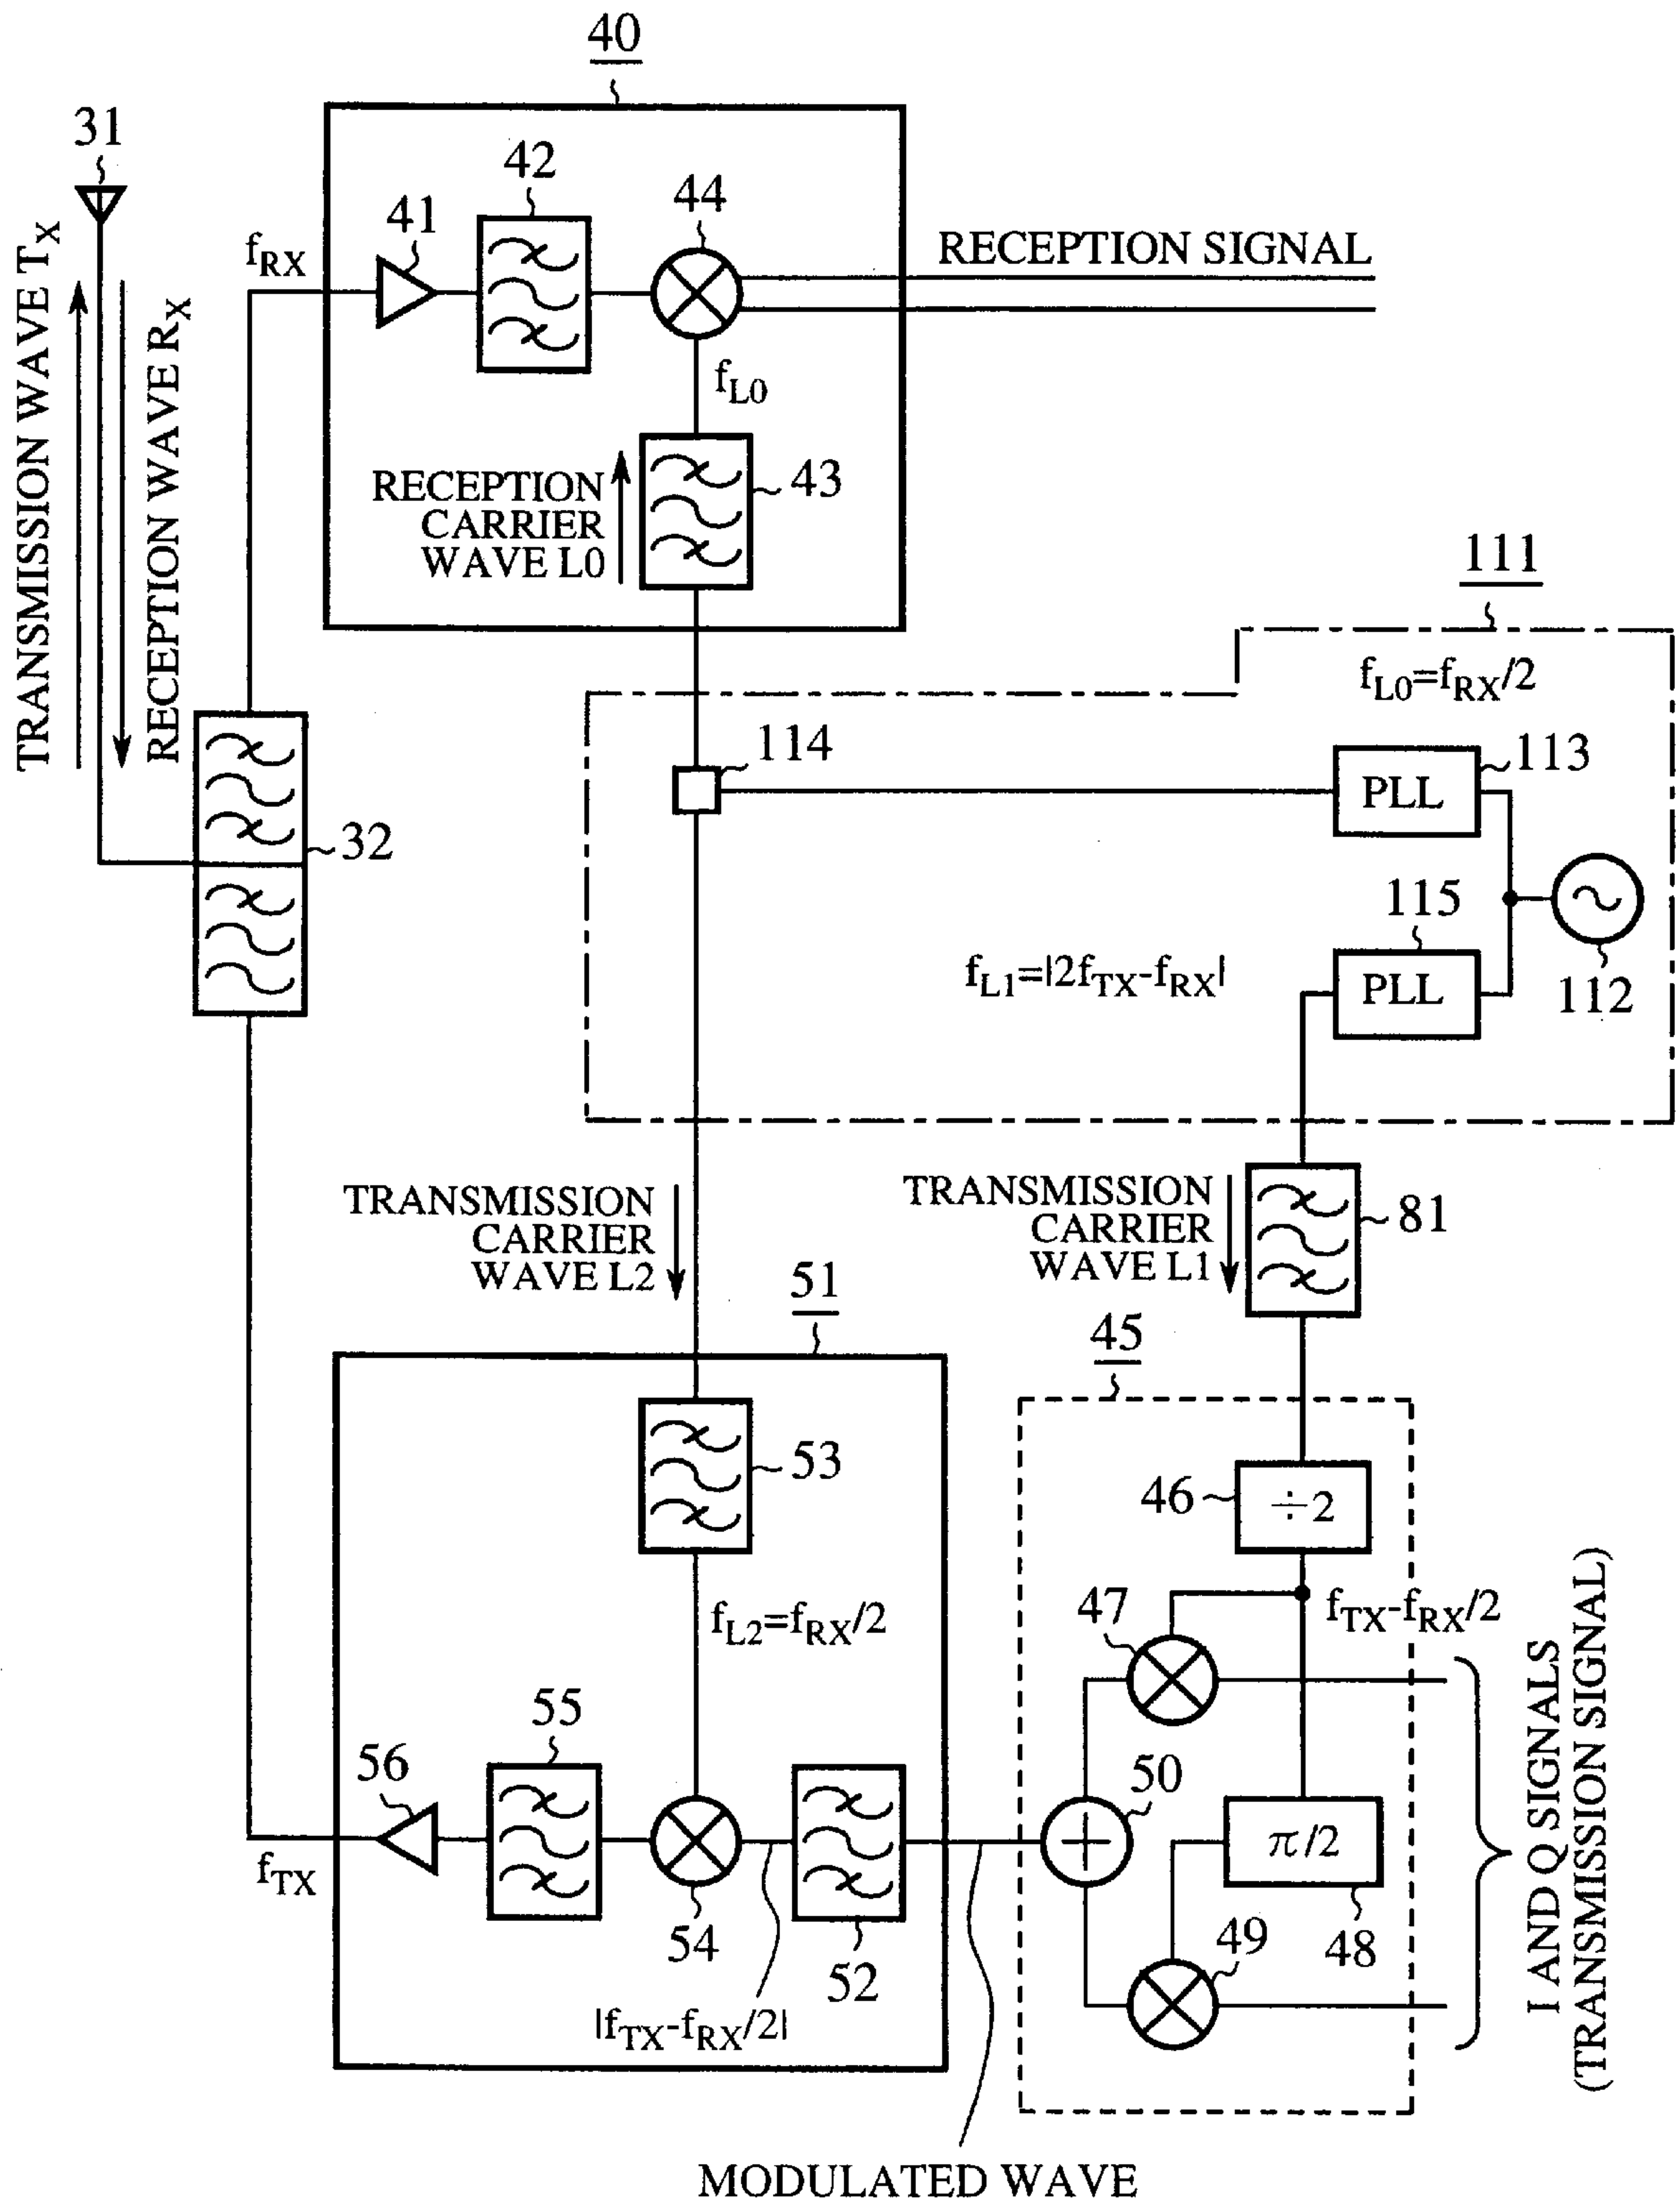 40
31
42
44
41
fRX
RECEPTION SIGNAL
TRANSMISSION WAVE TX
RECEPTION WAVE RX
fL0
RECEPTION
CARRIER
WAVE L0
43
111
fL0=fRX/2
114
113
PLL
32
115
fL1=|2fTX-fRX|
PLL
112
TRANSMISSION
CARRIER
WAVE L2
TRANSMISSION
CARRIER
WAVE L1
81
51
45
53
46
÷2
47
fTX-fRX/2
fL2=fRX/2
55
56
50
π/2
fTX
54
52
49
48
|fTX-fRX/2|
I AND Q SIGNALS
(TRANSMISSION SIGNAL)
MODULATED WAVE